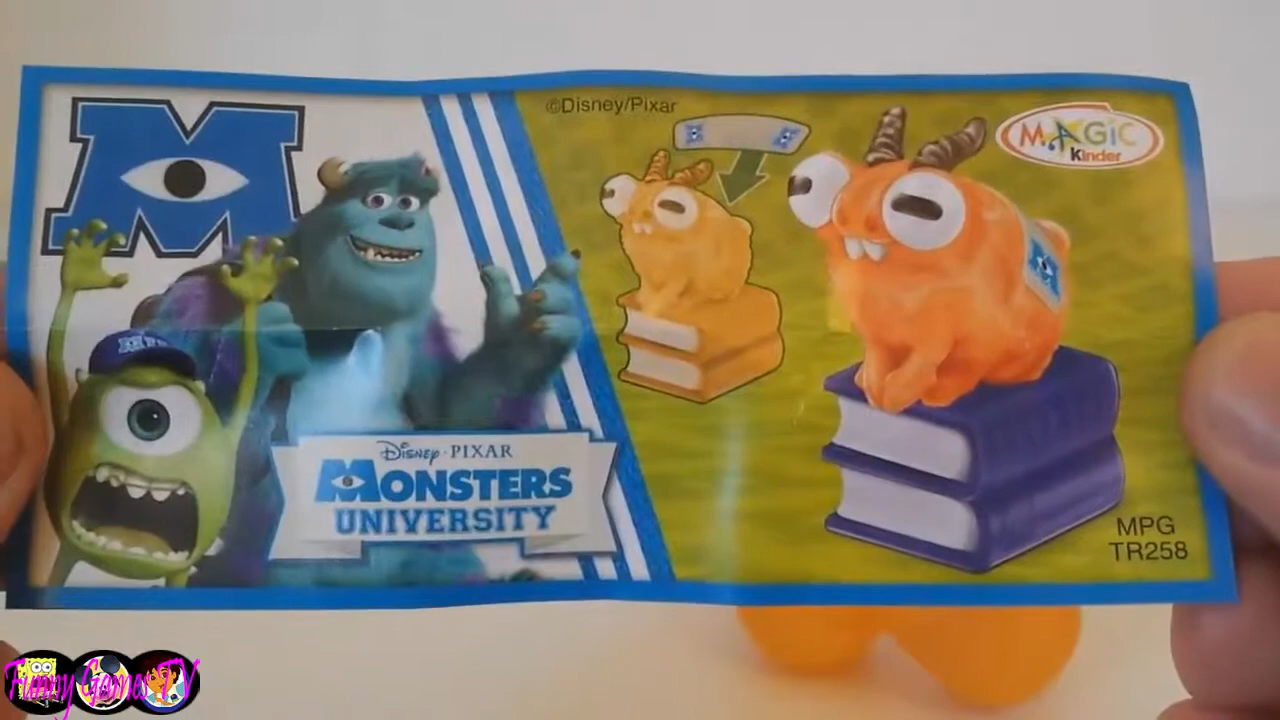 ©Disney/Pixar
MAGIC
Kinder
Disney · PIXAR
MONSTERS
UNIVERSITY
MPG
TR258
Funny Games TV